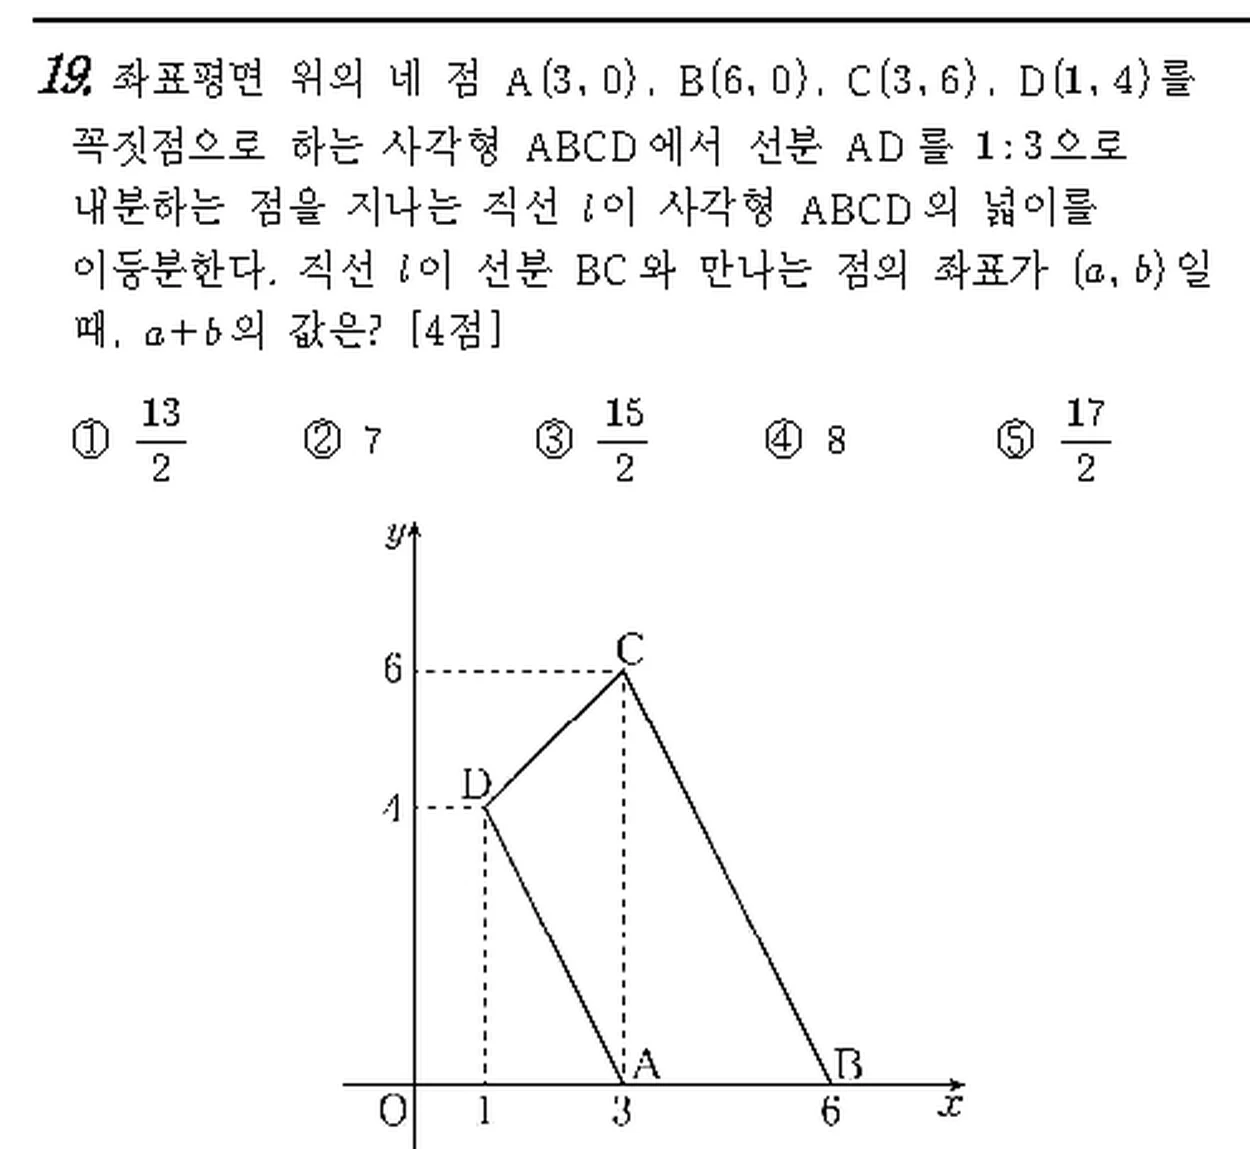 19. 좌표평면 위의 네 점 A(3, 0), B(6, 0), C(3, 6), D(1, 4)를
꼭짓점으로 하는 사각형 ABCD에서 선분 AD를 1:3으로
내분하는 점을 지나는 직선 l이 사각형 ABCD의 넓이를
이등분한다. 직선 l이 선분 BC와 만나는 점의 좌표가 (a, b)일
때, a+b의 값은? [4점]
① 13/2 ② 7 ③ 15/2 ④ 8 ⑤ 17/2
y
C
6
D
4
A B
O 1 3 6 x